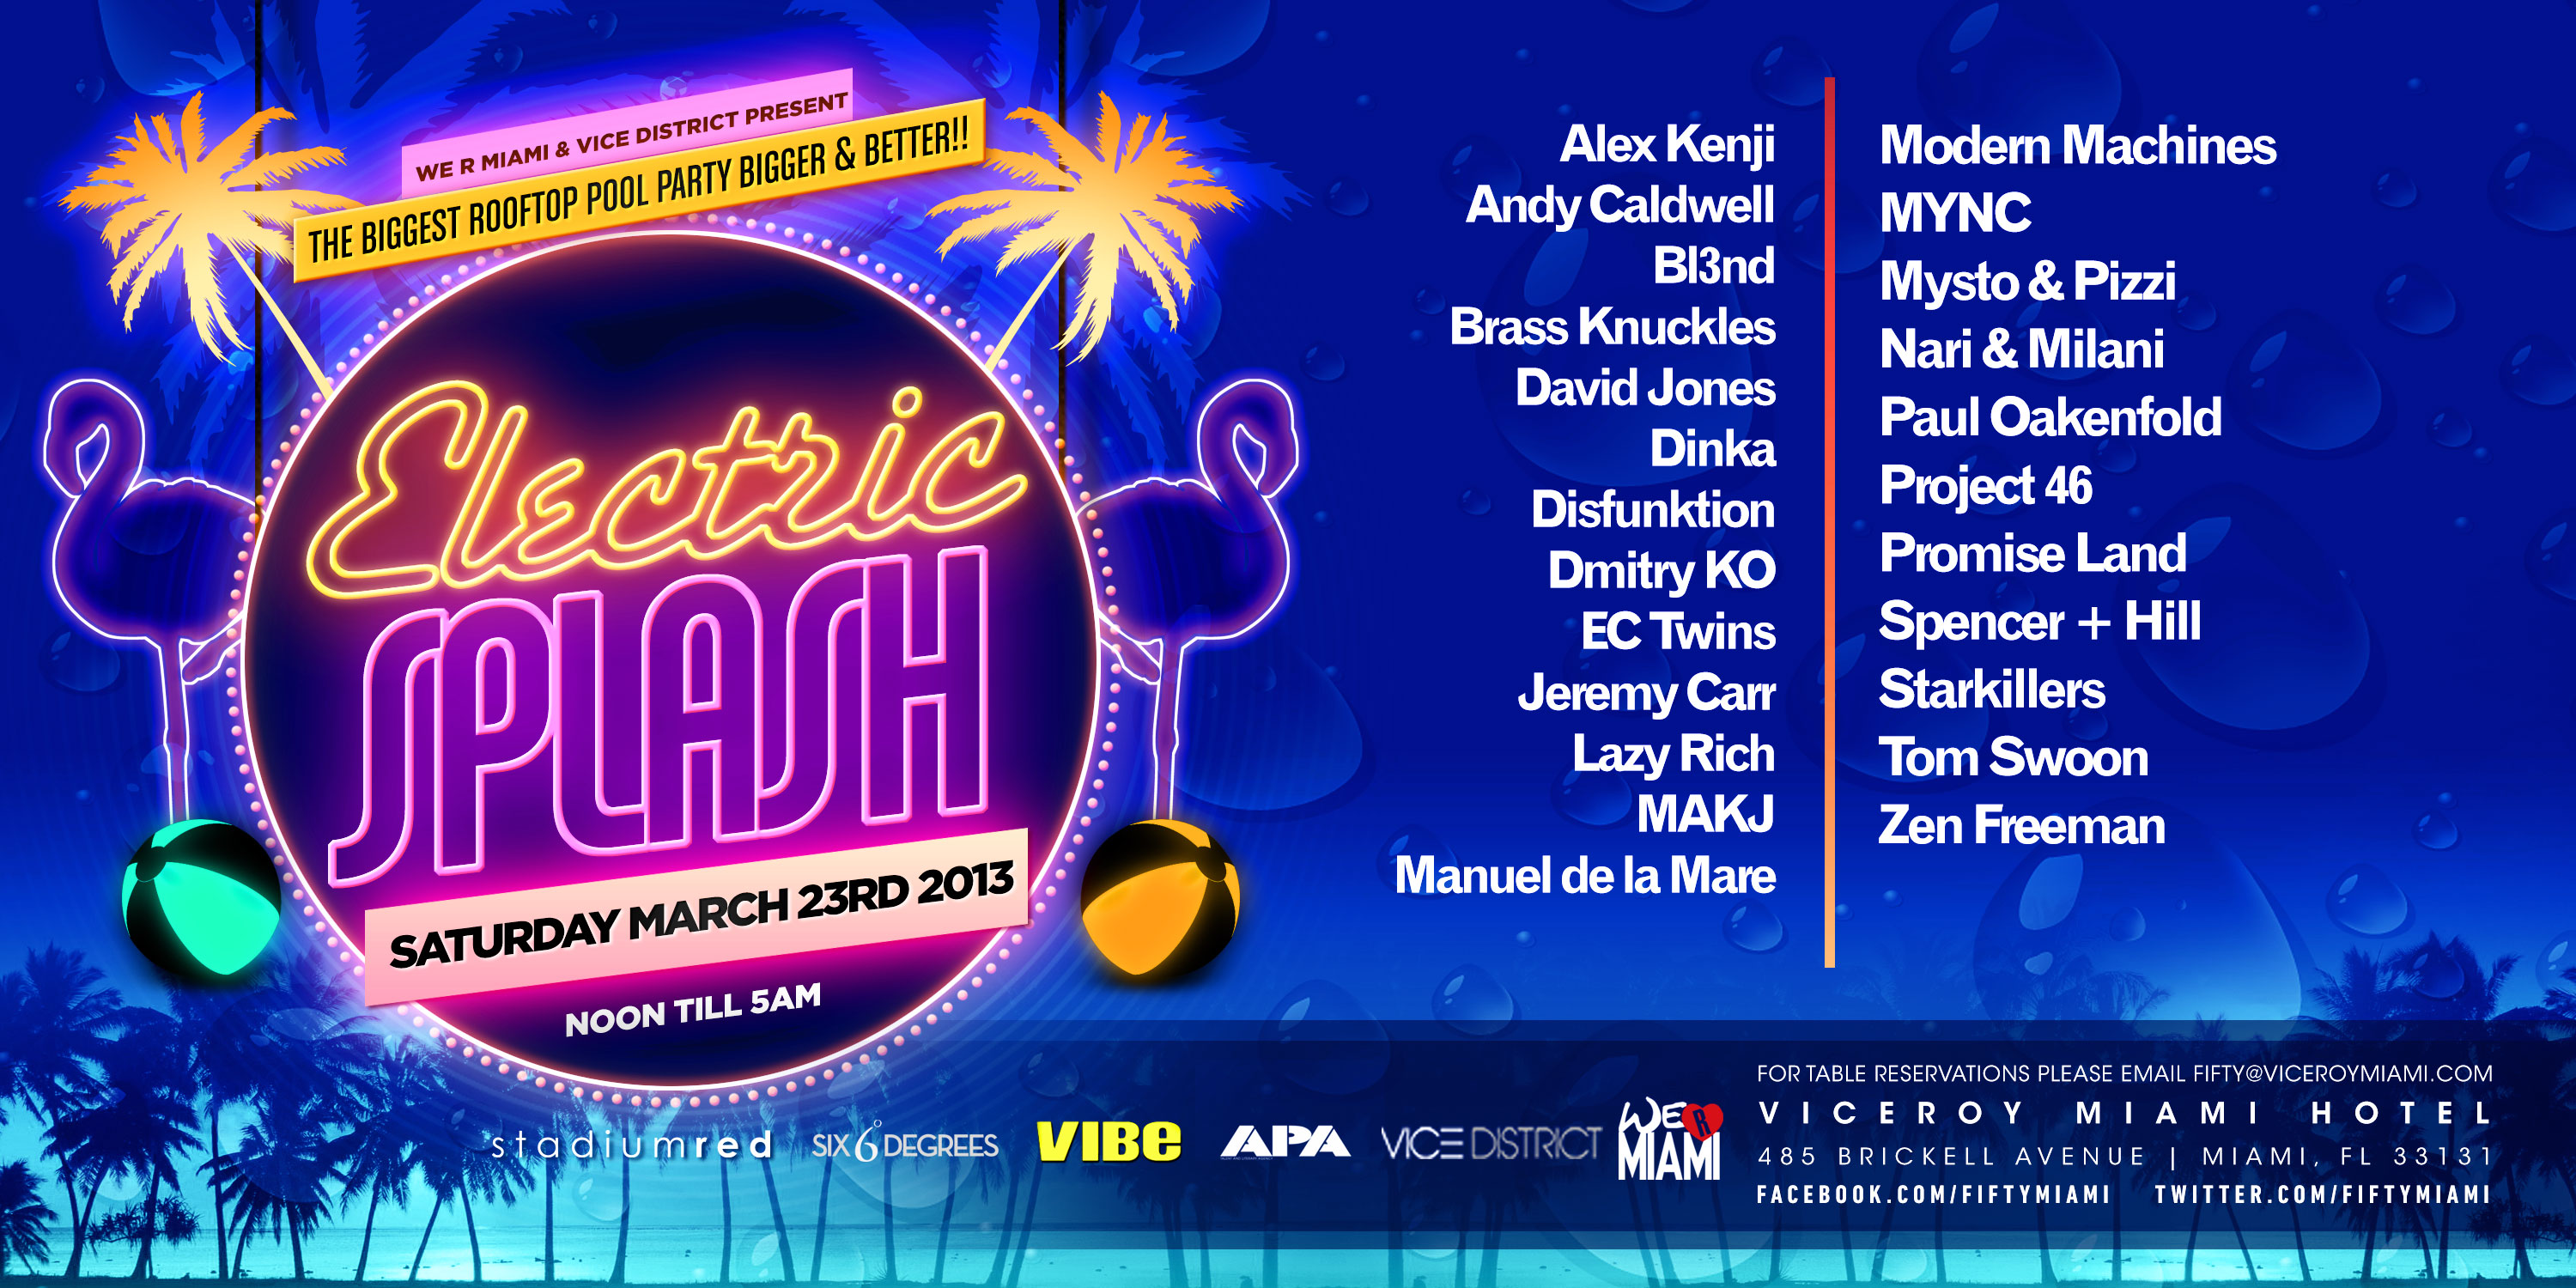 WE R MIAMI & VICE DISTRICT PRESENT
THE BIGGEST ROOFTOP POOL PARTY BIGGER & BETTER!!
Electric
SPLASH
SATURDAY MARCH 23RD 2013
NOON TILL 5AM
Alex Kenji
Andy Caldwell
Bl3nd
Brass Knuckles
David Jones
Dinka
Disfunktion
Dmitry KO
EC Twins
Jeremy Carr
Lazy Rich
MAKJ
Manuel de la Mare
Modern Machines
MYNC
Mysto & Pizzi
Nari & Milani
Paul Oakenfold
Project 46
Promise Land
Spencer + Hill
Starkillers
Tom Swoon
Zen Freeman
stadiumred
SIX 6° DEGREES
VIBe
APA
VICE DISTRICT
WE R
MIAMI
FOR TABLE RESERVATIONS PLEASE EMAIL FIFTY@VICEROYMIAMI.COM
VICEROY MIAMI HOTEL
485 BRICKELL AVENUE | MIAMI, FL 33131
FACEBOOK.COM/FIFTYMIAMI TWITTER.COM/FIFTYMIAMI